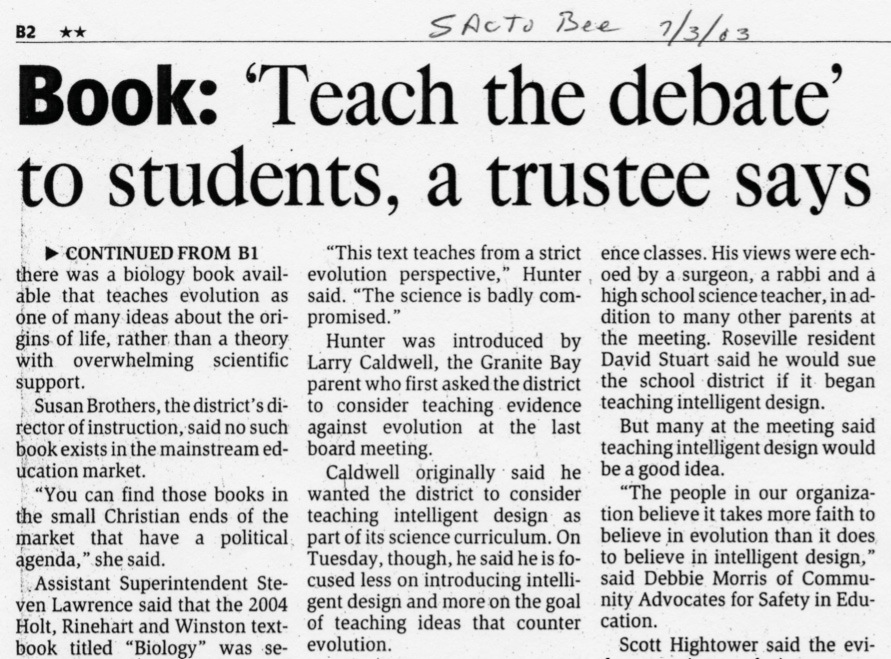 B2 ★★ SACTO Bee 7/3/03
Book: ‘Teach the debate’
to students, a trustee says
▶ CONTINUED FROM B1
there was a biology book avail-
able that teaches evolution as
one of many ideas about the ori-
gins of life, rather than a theory
with overwhelming scientific
support.
Susan Brothers, the district’s di-
rector of instruction, said no such
book exists in the mainstream ed-
ucation market.
“You can find those books in
the small Christian ends of the
market that have a political
agenda,” she said.
Assistant Superintendent Ste-
ven Lawrence said that the 2004
Holt, Rinehart and Winston text-
book titled “Biology” was se-
“This text teaches from a strict
evolution perspective,” Hunter
said. “The science is badly com-
promised.”
Hunter was introduced by
Larry Caldwell, the Granite Bay
parent who first asked the district
to consider teaching evidence
against evolution at the last
board meeting.
Caldwell originally said he
wanted the district to consider
teaching intelligent design as
part of its science curriculum. On
Tuesday, though, he said he is fo-
cused less on introducing intelli-
gent design and more on the goal
of teaching ideas that counter
evolution.
ence classes. His views were ech-
oed by a surgeon, a rabbi and a
high school science teacher, in ad-
dition to many other parents at
the meeting. Roseville resident
David Stuart said he would sue
the school district if it began
teaching intelligent design.
But many at the meeting said
teaching intelligent design would
be a good idea.
“The people in our organiza-
tion believe it takes more faith to
believe in evolution than it does
to believe in intelligent design,”
said Debbie Morris of Commu-
nity Advocates for Safety in Edu-
cation.
Scott Hightower said the evi-